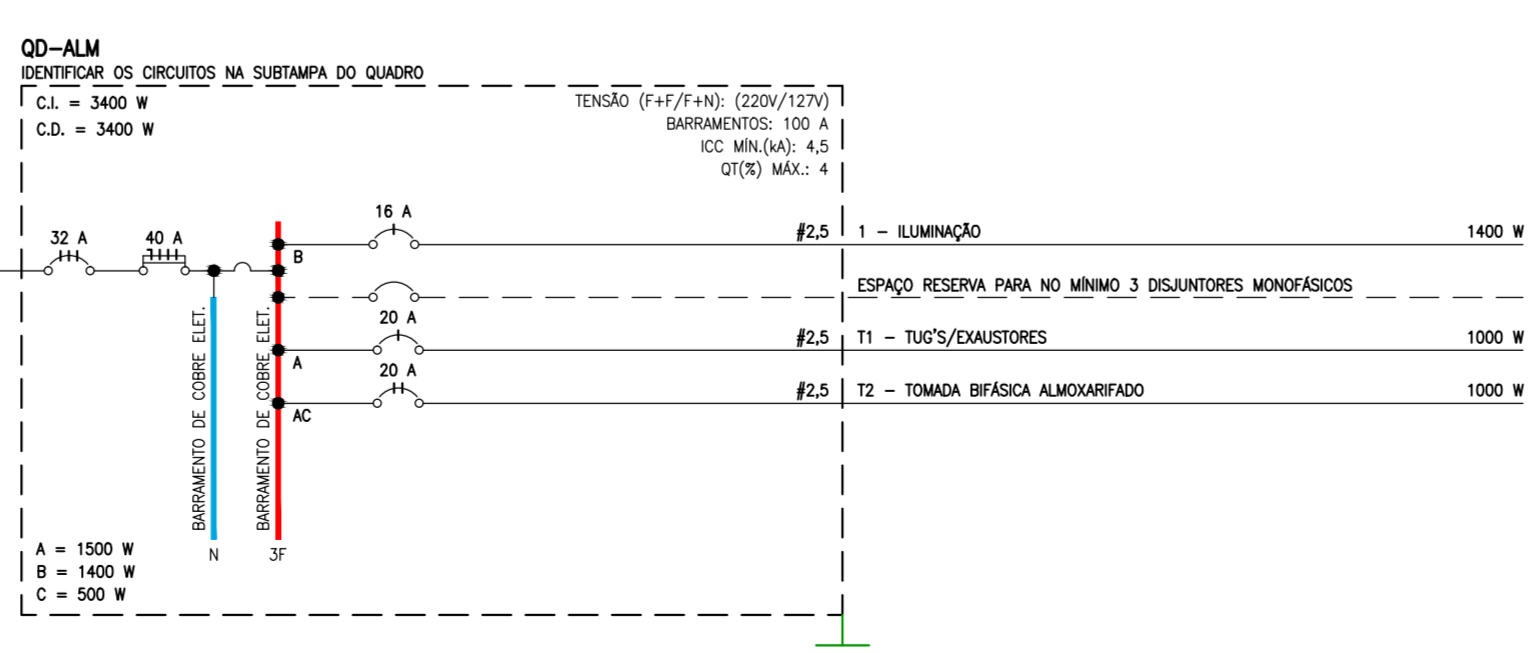 QD-ALM
IDENTIFICAR OS CIRCUITOS NA SUBTAMPA DO QUADRO
C.I. = 3400 W
C.D. = 3400 W
TENSÃO (F+F/F+N): (220V/127V)
BARRAMENTOS: 100 A
ICC MÍN.(kA): 4,5
QT(%) MÁX.: 4
32 A
40 A
16 A
B
#2,5
1 - ILUMINAÇÃO
1400 W
ESPAÇO RESERVA PARA NO MÍNIMO 3 DISJUNTORES MONOFÁSICOS
20 A
A
#2,5
T1 - TUG'S/EXAUSTORES
1000 W
20 A
AC
#2,5
T2 - TOMADA BIFÁSICA ALMOXARIFADO
1000 W
BARRAMENTO DE COBRE ELET.
BARRAMENTO DE COBRE ELET.
N
3F
A = 1500 W
B = 1400 W
C = 500 W